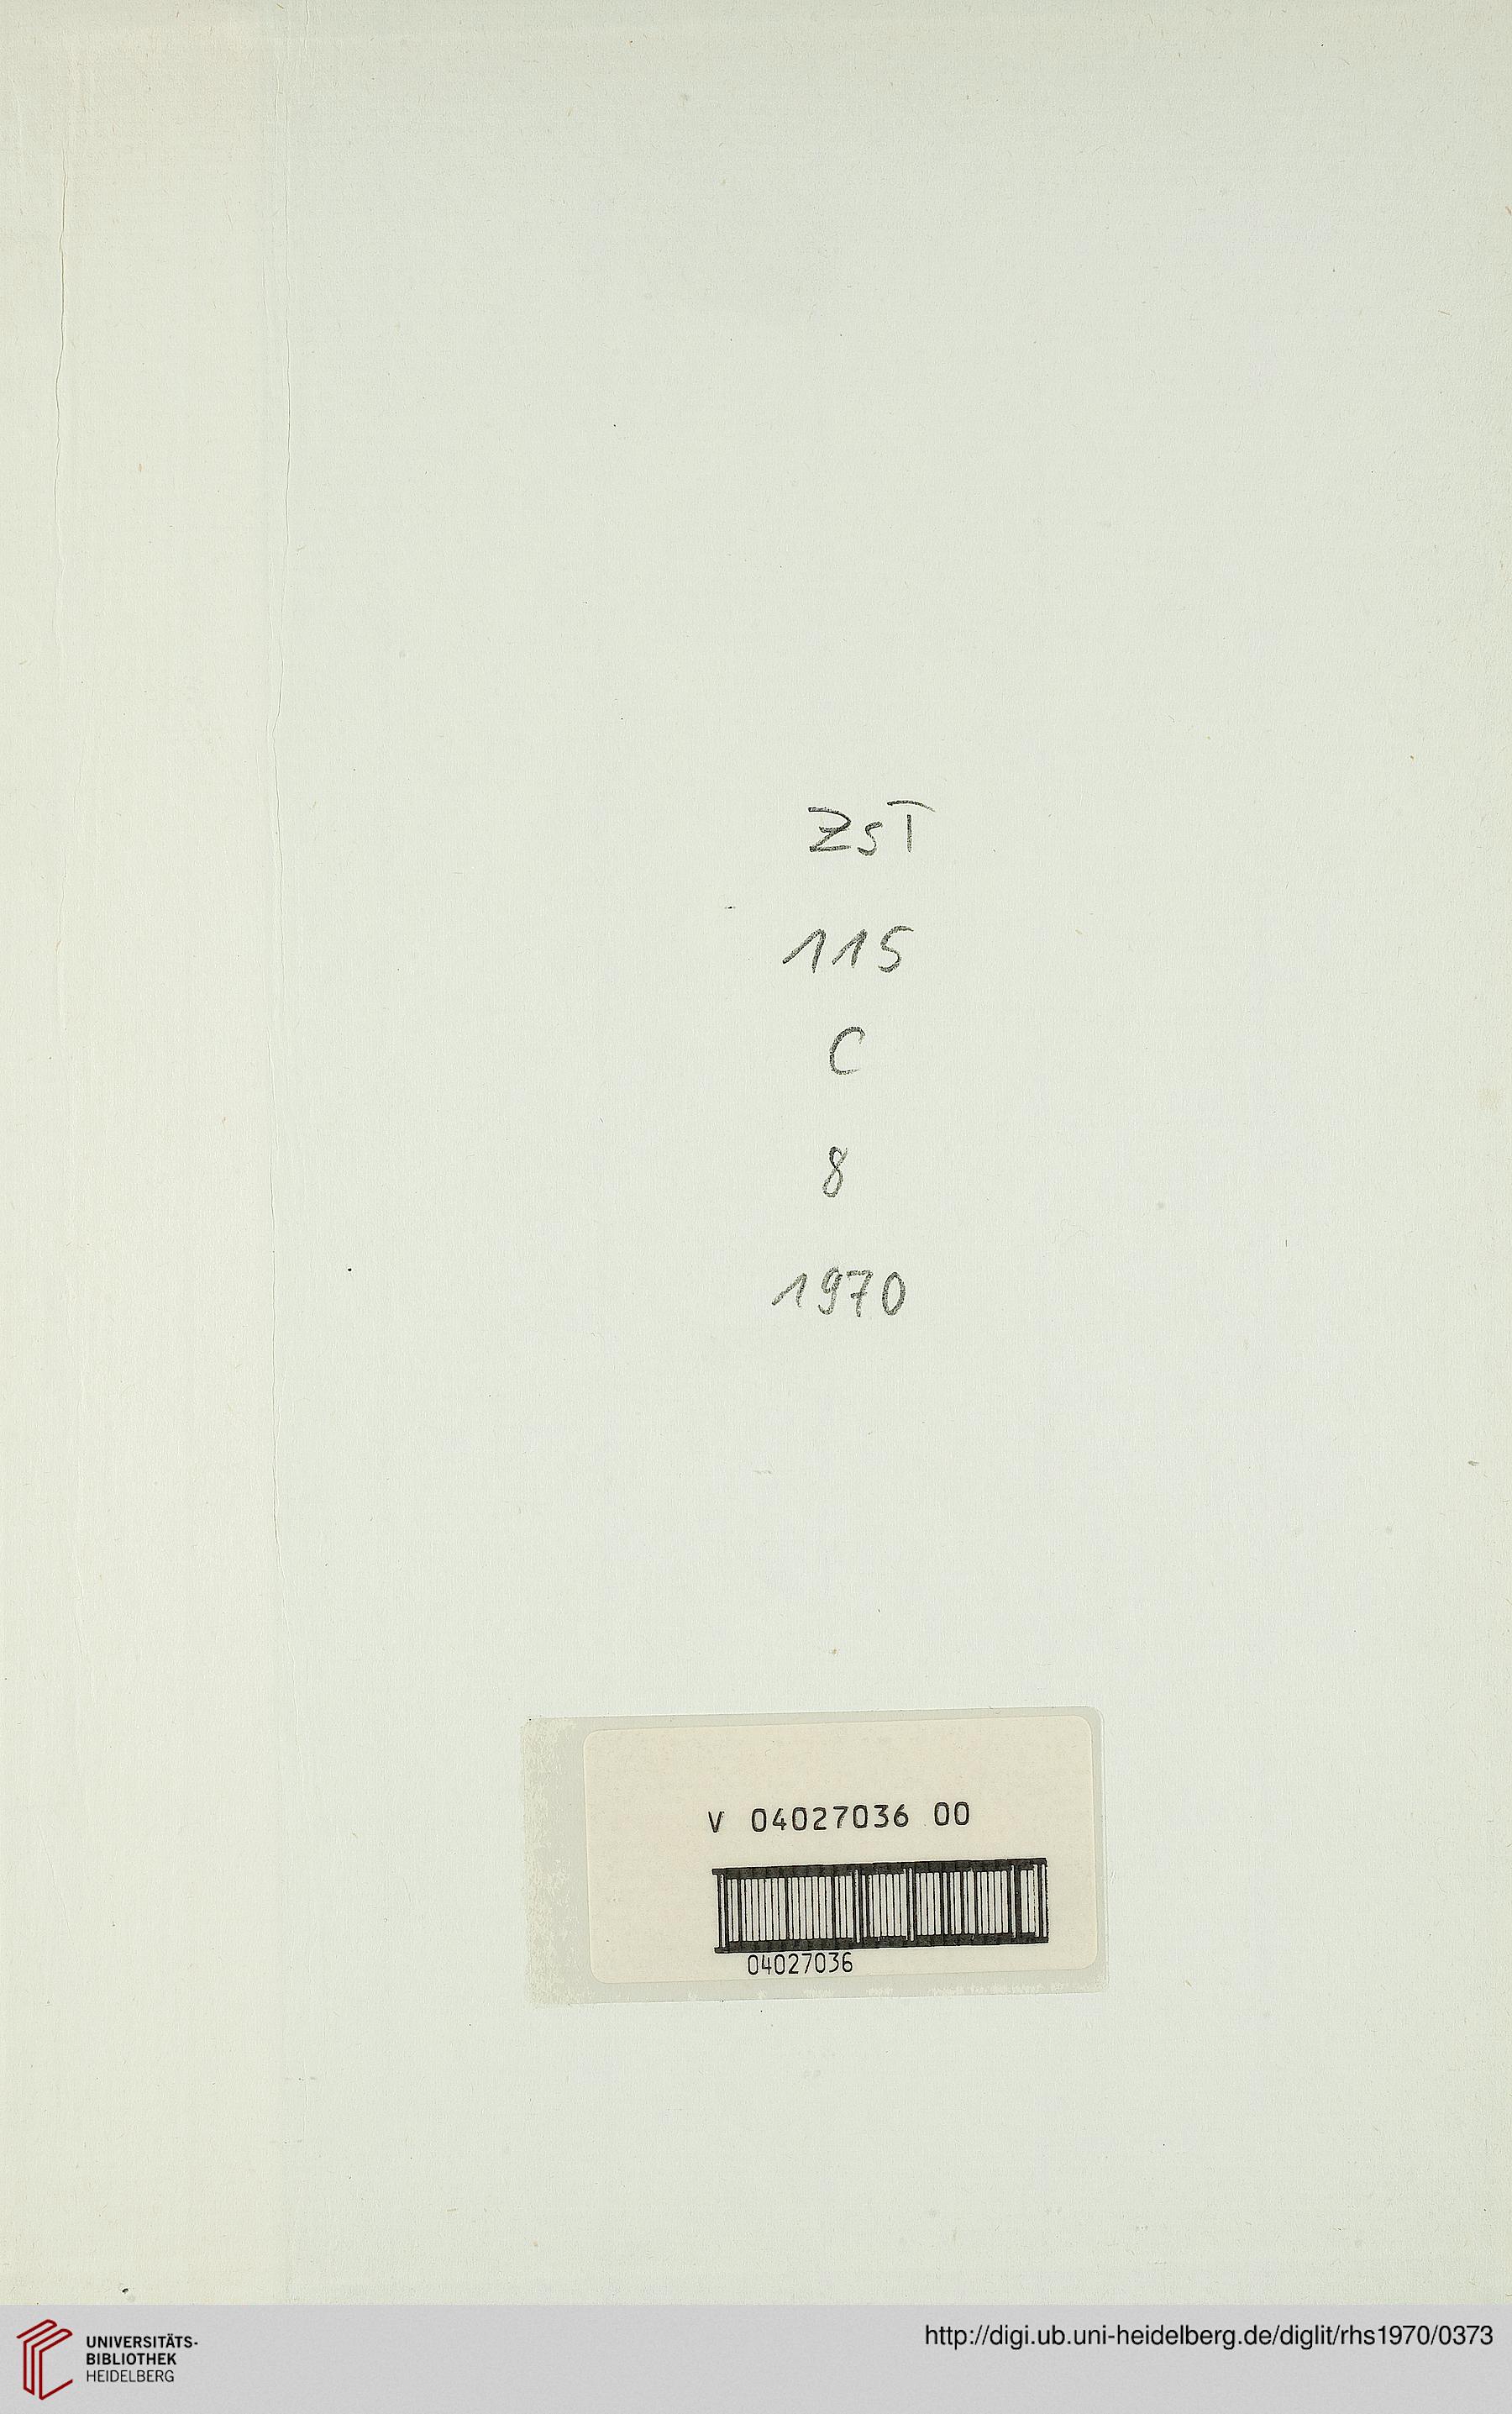 ZsT
115
C
8
1970
V 04027036 00
04027036
UNIVERSITÄTS-
BIBLIOTHEK
HEIDELBERG
http://digi.ub.uni-heidelberg.de/diglit/rhs1970/0373